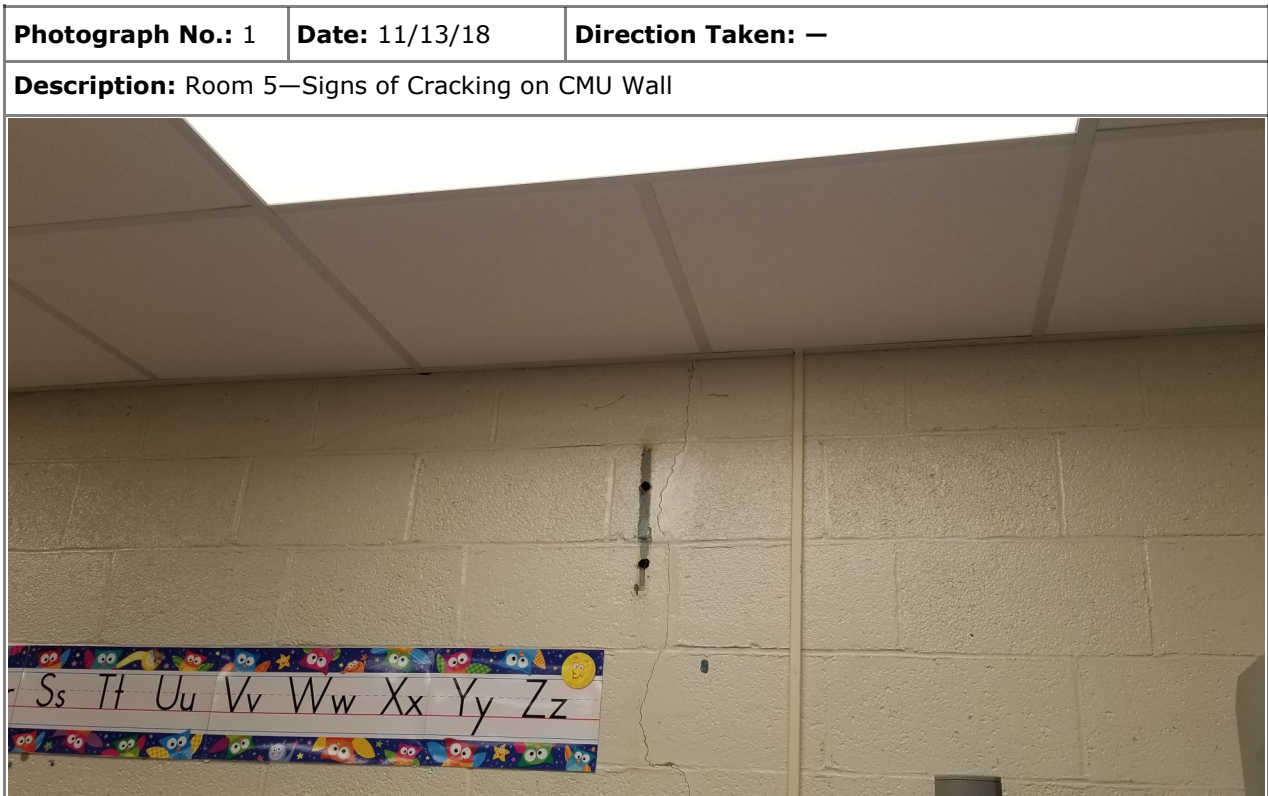 Photograph No.: 1 Date: 11/13/18 Direction Taken: —
Description: Room 5—Signs of Cracking on CMU Wall
Ss Tt Uu Vv Ww Xx Yy Zz